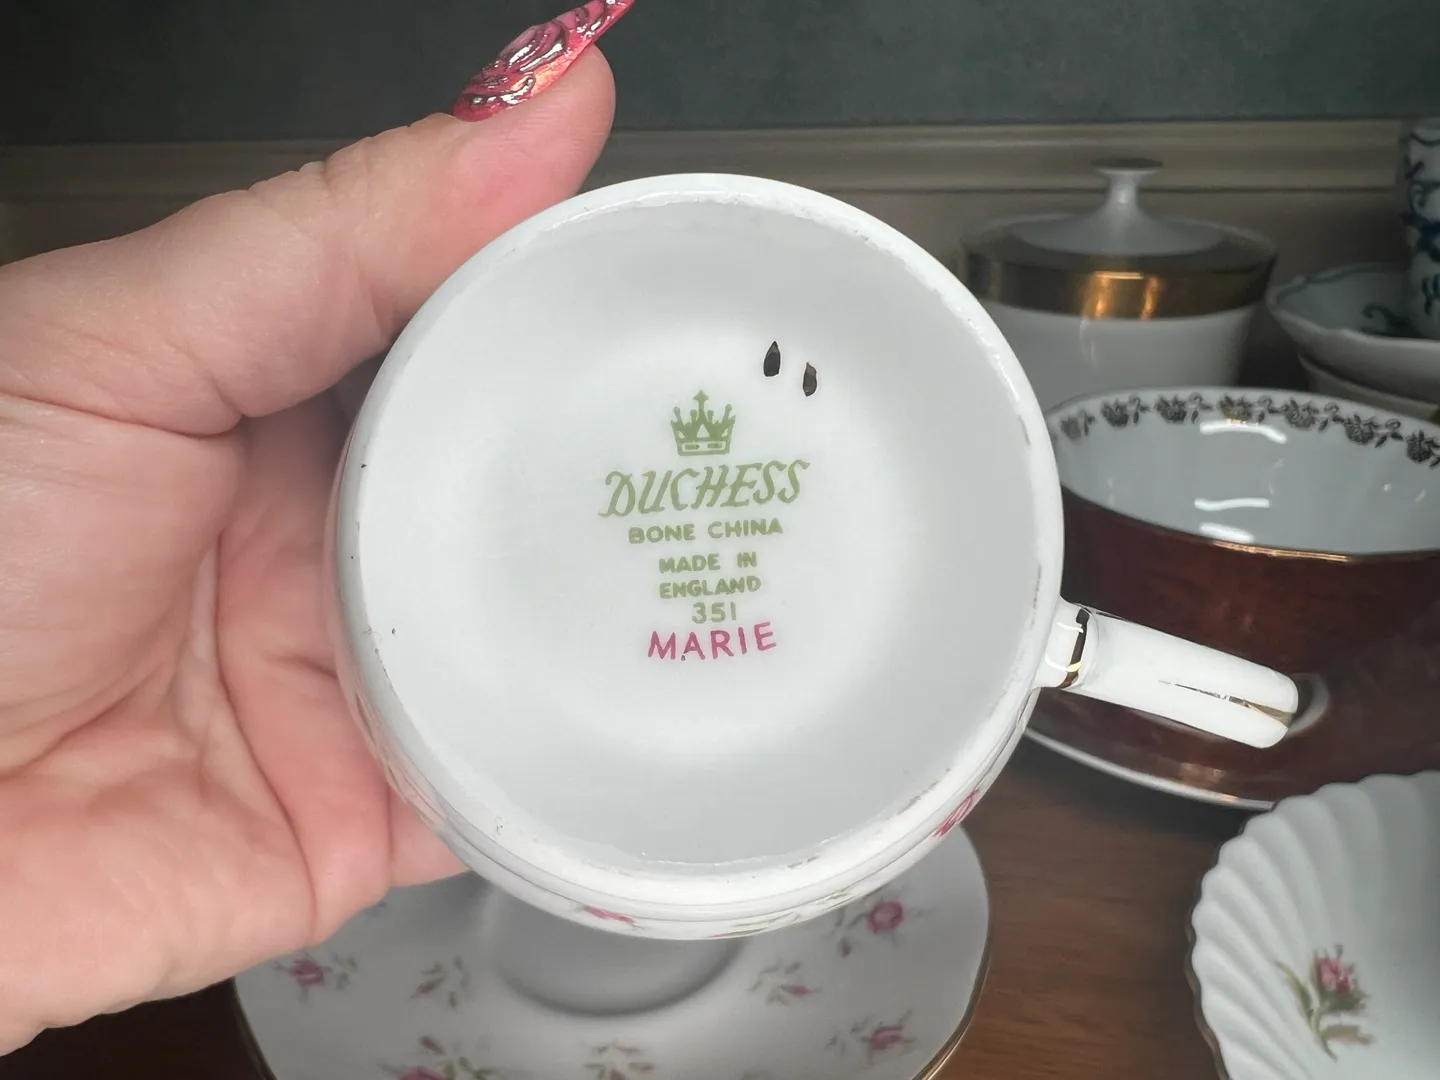 DUCHESS
BONE CHINA
MADE IN
ENGLAND
351
MARIE